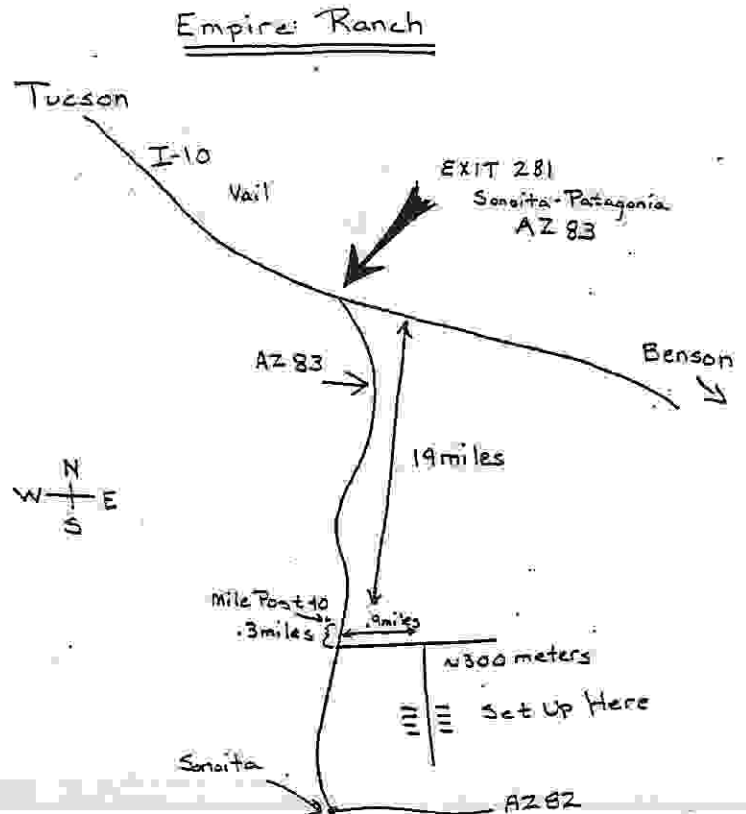 Empire Ranch
Tucson
I-10
Vail
EXIT 281
Sonoita-Patagonia
AZ 83
AZ 83
Benson
19 miles
N
W E
S
Mile Post 40
.3 miles
.9 miles
~300 meters
Set Up Here
Sonoita
AZ 82